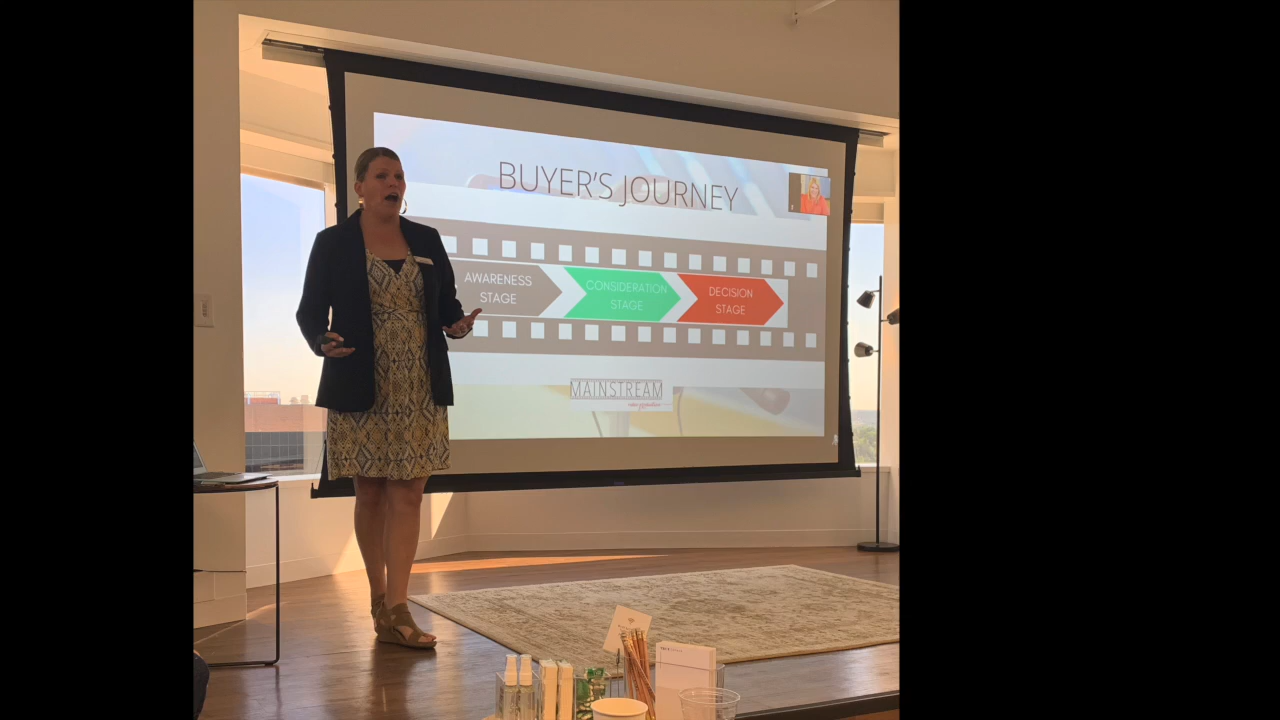 BUYER'S JOURNEY
AWARENESS
STAGE
CONSIDERATION
STAGE
DECISION
STAGE
MAINSTREAM